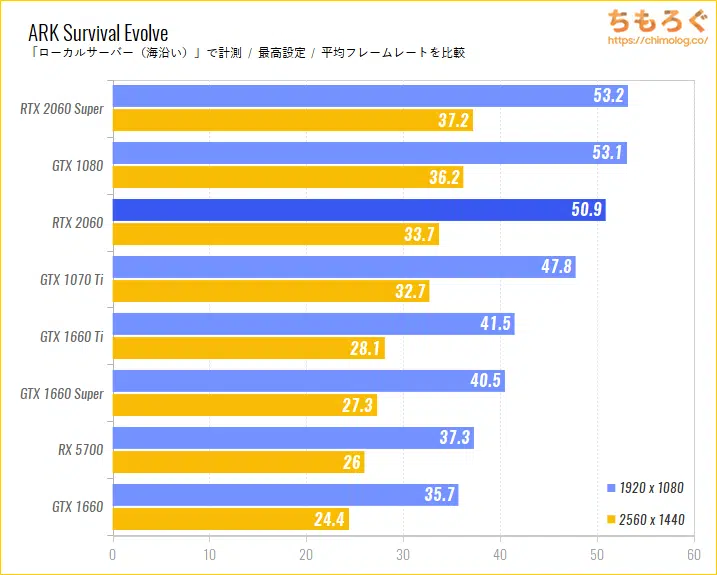 ちもろぐ
https://chimolog.co/
ARK Survival Evolve
「ローカルサーバー（海沿い）」で計測 / 最高設定 / 平均フレームレートを比較
RTX 2060 Super
53.2
37.2
GTX 1080
53.1
36.2
RTX 2060
50.9
33.7
GTX 1070 Ti
47.8
32.7
GTX 1660 Ti
41.5
28.1
GTX 1660 Super
40.5
27.3
RX 5700
37.3
26
GTX 1660
35.7
24.4
1920 x 1080
2560 x 1440
0 10 20 30 40 50 60